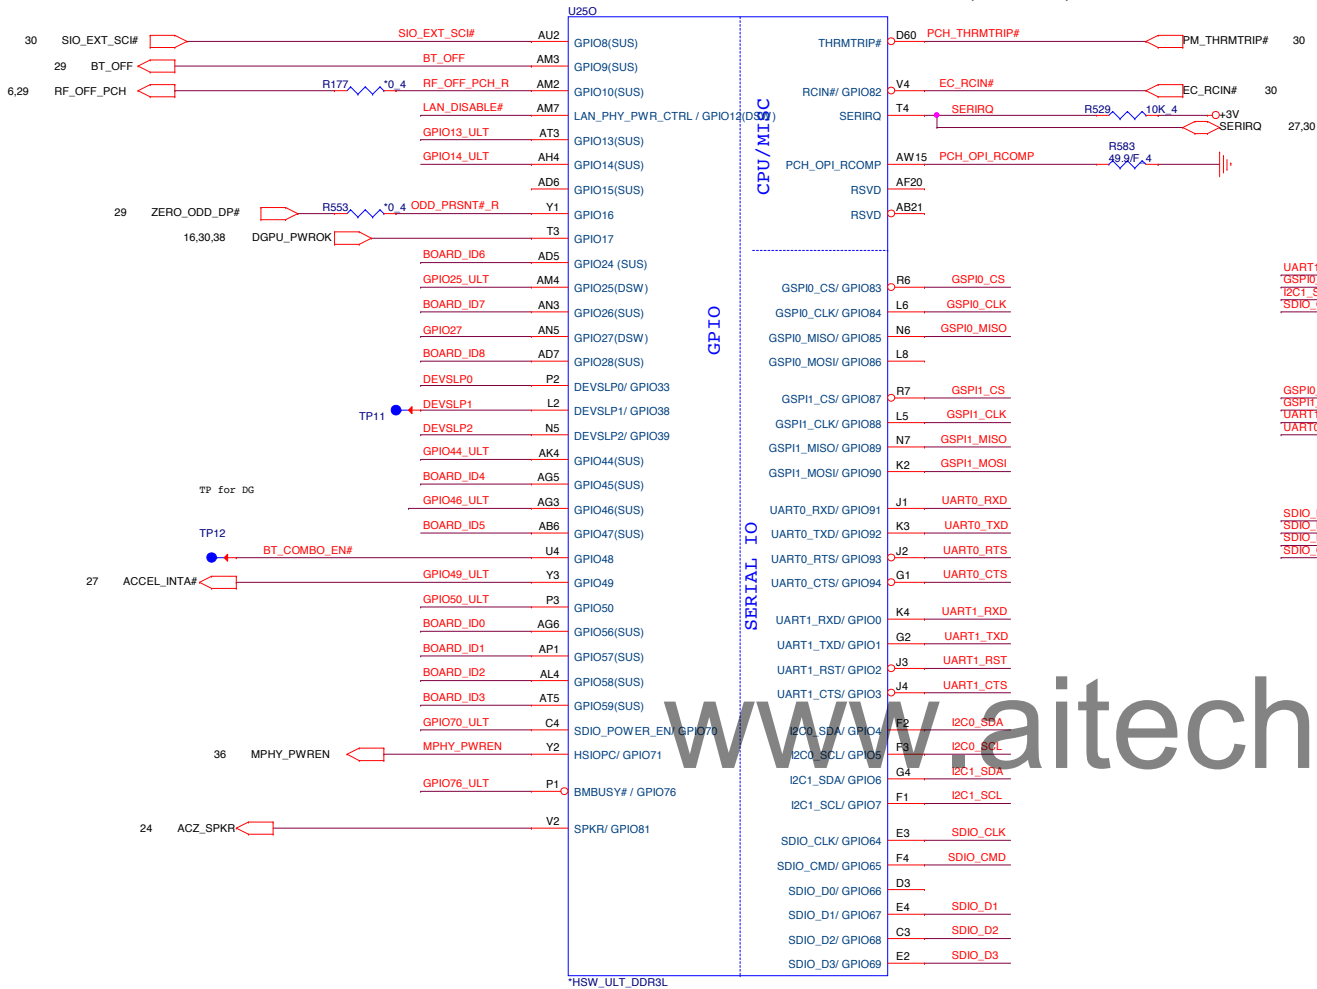 U25O
30 SIO_EXT_SCI# SIO_EXT_SCI# AU2 GPIO8(SUS) THRMTRIP# D60 PCH_THRMTRIP# PM_THRMTRIP# 30
29 BT_OFF BT_OFF AM3 GPIO9(SUS)
6,29 RF_OFF_PCH R177 *0_4 RF_OFF_PCH_R AM2 GPIO10(SUS) RCIN#/ GPIO82 V4 EC_RCIN# EC_RCIN# 30
LAN_DISABLE# AM7 LAN_PHY_PWR_CTRL / GPIO12(DSW) SERIRQ T4 SERIRQ R529 10K_4 +3V
SERIRQ 27,30
GPIO13_ULT AT3 GPIO13(SUS)
GPIO14_ULT AH4 GPIO14(SUS) PCH_OPI_RCOMP AW15 PCH_OPI_RCOMP R583 49.9/F_4
AD6 GPIO15(SUS) RSVD AF20
29 ZERO_ODD_DP# R553 *0_4 ODD_PRSNT#_R Y1 GPIO16 RSVD AB21
16,30,38 DGPU_PWROK T3 GPIO17
CPU/MISC
BOARD_ID6 AD5 GPIO24 (SUS)
GPIO25_ULT AM4 GPIO25(DSW) GSPI0_CS/ GPIO83 R6 GSPI0_CS
BOARD_ID7 AN3 GPIO26(SUS) GSPI0_CLK/ GPIO84 L6 GSPI0_CLK
GPIO27 AN5 GPIO27(DSW) GSPI0_MISO/ GPIO85 N6 GSPI0_MISO
BOARD_ID8 AD7 GPIO28(SUS) GSPI0_MOSI/ GPIO86 L8
GPIO
DEVSLP0 P2 DEVSLP0/ GPIO33 GSPI1_CS/ GPIO87 R7 GSPI1_CS
TP11 DEVSLP1 L2 DEVSLP1/ GPIO38 GSPI1_CLK/ GPIO88 L5 GSPI1_CLK
DEVSLP2 N5 DEVSLP2/ GPIO39 GSPI1_MISO/ GPIO89 N7 GSPI1_MISO
GPIO44_ULT AK4 GPIO44(SUS) GSPI1_MOSI/ GPIO90 K2 GSPI1_MOSI
BOARD_ID4 AG5 GPIO45(SUS)
TP for DG
GPIO46_ULT AG3 GPIO46(SUS) UART0_RXD/ GPIO91 J1 UART0_RXD
BOARD_ID5 AB6 GPIO47(SUS) UART0_TXD/ GPIO92 K3 UART0_TXD
TP12 BT_COMBO_EN# U4 GPIO48 UART0_RTS/ GPIO93 J2 UART0_RTS
27 ACCEL_INTA# GPIO49_ULT Y3 GPIO49 UART0_CTS/ GPIO94 G1 UART0_CTS
SERIAL IO
GPIO50_ULT P3 GPIO50 UART1_RXD/ GPIO0 K4 UART1_RXD
BOARD_ID0 AG6 GPIO56(SUS) UART1_TXD/ GPIO1 G2 UART1_TXD
BOARD_ID1 AP1 GPIO57(SUS) UART1_RST/ GPIO2 J3 UART1_RST
BOARD_ID2 AL4 GPIO58(SUS) UART1_CTS/ GPIO3 J4 UART1_CTS
BOARD_ID3 AT5 GPIO59(SUS)
GPIO70_ULT C4 SDIO_POWER_EN/ GPIO70 I2C0_SDA/ GPIO4 F2 I2C0_SDA
36 MPHY_PWREN MPHY_PWREN Y2 HSIOPC/ GPIO71 I2C0_SCL/ GPIO5 F3 I2C0_SCL
I2C1_SDA/ GPIO6 G4 I2C1_SDA
GPIO76_ULT P1 BMBUSY# / GPIO76 I2C1_SCL/ GPIO7 F1 I2C1_SCL
24 ACZ_SPKR V2 SPKR/ GPIO81 SDIO_CLK/ GPIO64 E3 SDIO_CLK
SDIO_CMD/ GPIO65 F4 SDIO_CMD
SDIO_D0/ GPIO66 D3
SDIO_D1/ GPIO67 E4 SDIO_D1
SDIO_D2/ GPIO68 C3 SDIO_D2
SDIO_D3/ GPIO69 E2 SDIO_D3
*HSW_ULT_DDR3L
www.aitech
UART1
GSPI0
I2C1_S
SDIO_
GSPI0
GSPI1
UART1
UART0
SDIO_
SDIO_
SDIO_
SDIO_